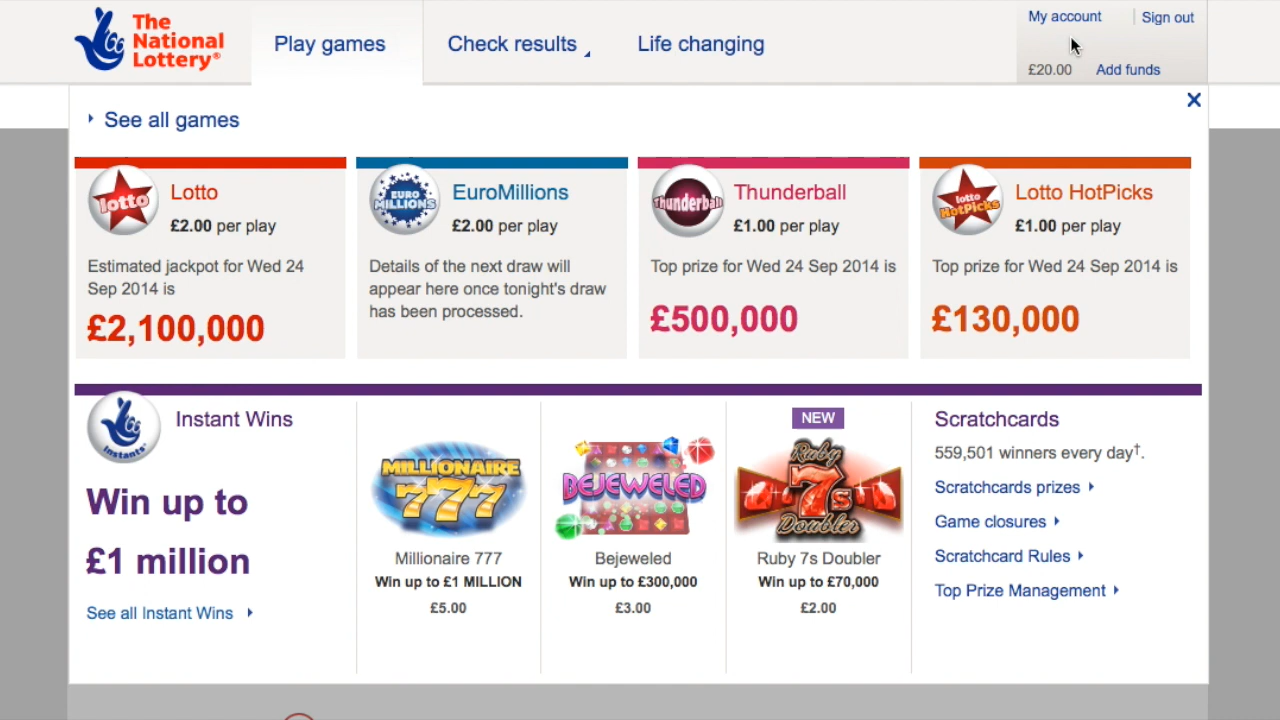 The
National
Lottery®
Play games
Check results
Life changing
My account
Sign out
£20.00
Add funds
See all games
lotto
Lotto
£2.00 per play
Estimated jackpot for Wed 24
Sep 2014 is
£2,100,000
EURO
MILLIONS
EuroMillions
£2.00 per play
Details of the next draw will
appear here once tonight's draw
has been processed.
Thunderball
Thunderball
£1.00 per play
Top prize for Wed 24 Sep 2014 is
£500,000
lotto
HotPicks
Lotto HotPicks
£1.00 per play
Top prize for Wed 24 Sep 2014 is
£130,000
Instants
Instant Wins
Win up to
£1 million
See all Instant Wins
MILLIONAIRE
777
Millionaire 777
Win up to £1 MILLION
£5.00
BEJEWELED
Bejeweled
Win up to £300,000
£3.00
NEW
Ruby
7s
Doubler
Ruby 7s Doubler
Win up to £70,000
£2.00
Scratchcards
559,501 winners every day†.
Scratchcards prizes
Game closures
Scratchcard Rules
Top Prize Management